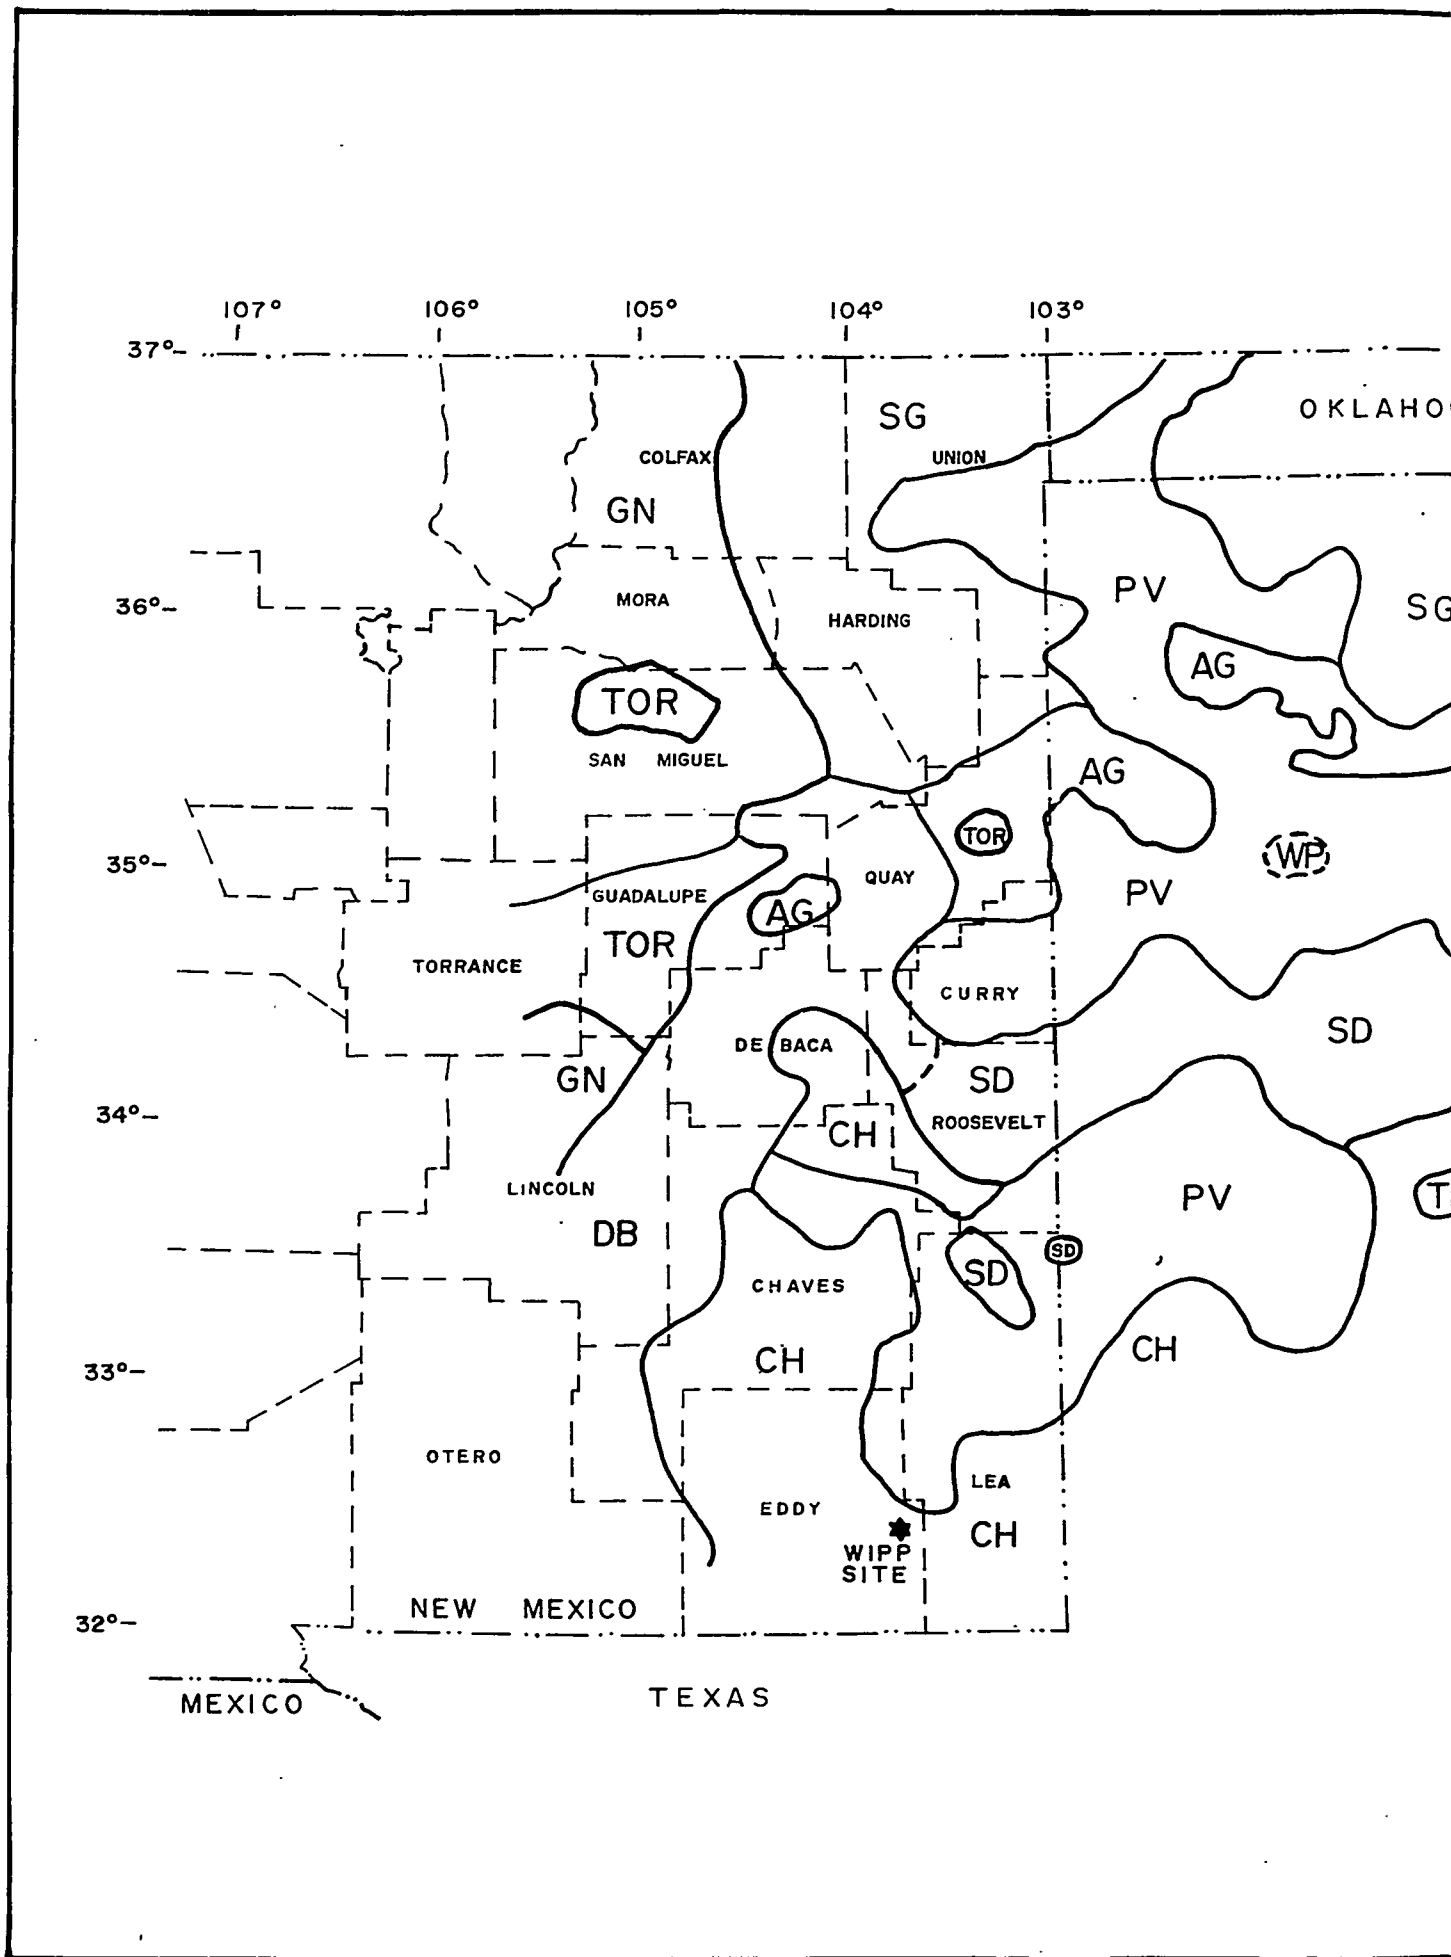 107° 106° 105° 104° 103°
37°
SG
OKLAHO
COLFAX
UNION
GN
PV
36°
MORA
SG
HARDING
AG
TOR
SAN MIGUEL
AG
TOR
35°
WP
QUAY
PV
GUADALUPE
AG
TOR
TORRANCE
CURRY
SD
DE BACA
GN
SD
34°
ROOSEVELT
CH
LINCOLN
PV
T
DB
SD
SD
CHAVES
CH
33°
CH
OTERO
LEA
EDDY
CH
WIPP
SITE
NEW MEXICO
32°
MEXICO
TEXAS